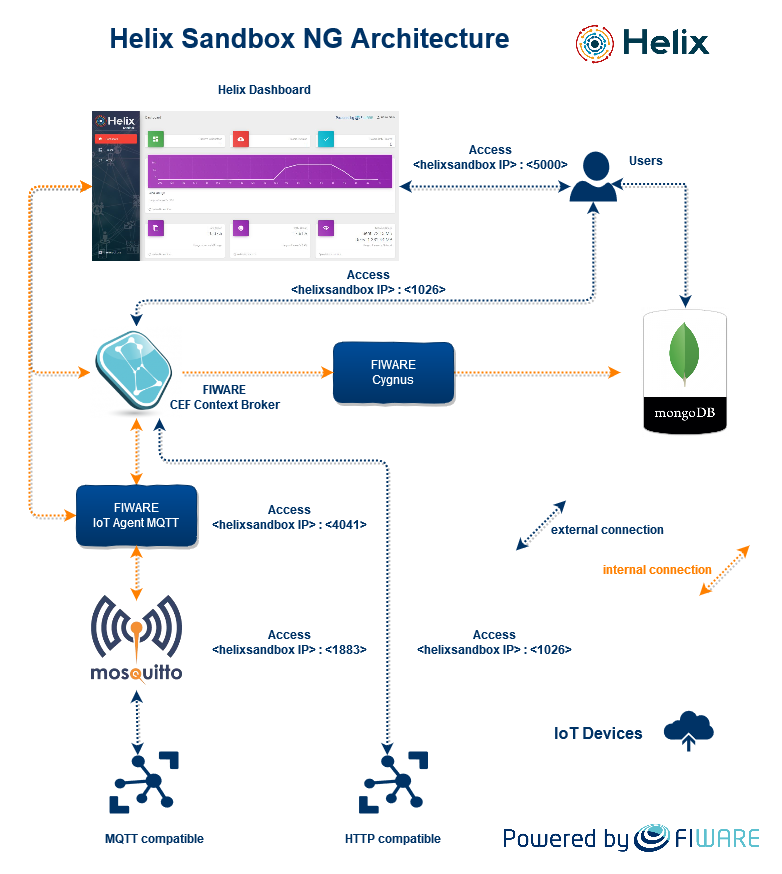 Helix Sandbox NG Architecture
Helix
Helix Dashboard
Helix
Access
<helixsandbox IP> : <5000>
Users
Access
<helixsandbox IP> : <1026>
FIWARE
CEF Context Broker
FIWARE
Cygnus
mongoDB
FIWARE
IoT Agent MQTT
Access
<helixsandbox IP> : <4041>
external connection
internal connection
mosquitto
Access
<helixsandbox IP> : <1883>
Access
<helixsandbox IP> : <1026>
IoT Devices
MQTT compatible
HTTP compatible
Powered by FIWARE